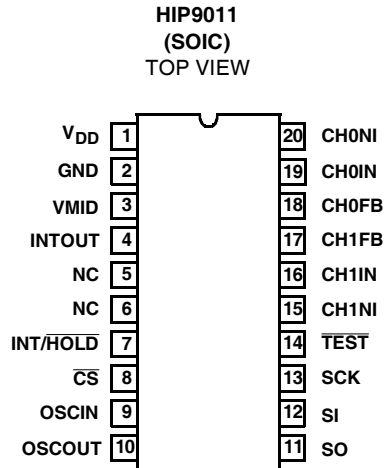 HIP9011
(SOIC)
TOP VIEW
VDD 1 20 CH0NI
GND 2 19 CH0IN
VMID 3 18 CH0FB
INTOUT 4 17 CH1FB
NC 5 16 CH1IN
NC 6 15 CH1NI
INT/HOLD 7 14 TEST
CS 8 13 SCK
OSCIN 9 12 SI
OSCOUT 10 11 SO